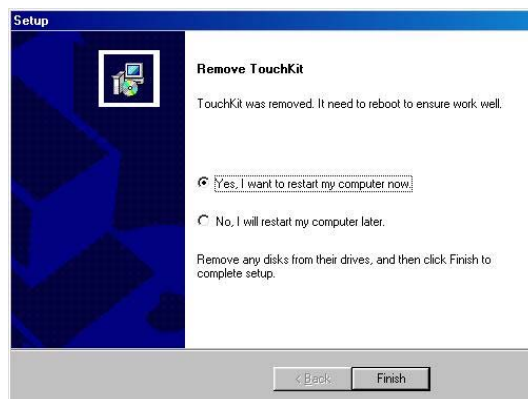 Setup
Remove TouchKit
TouchKit was removed. It need to reboot to ensure work well.
Yes, I want to restart my computer now.
No, I will restart my computer later.
Remove any disks from their drives, and then click Finish to
complete setup.
< Back Finish